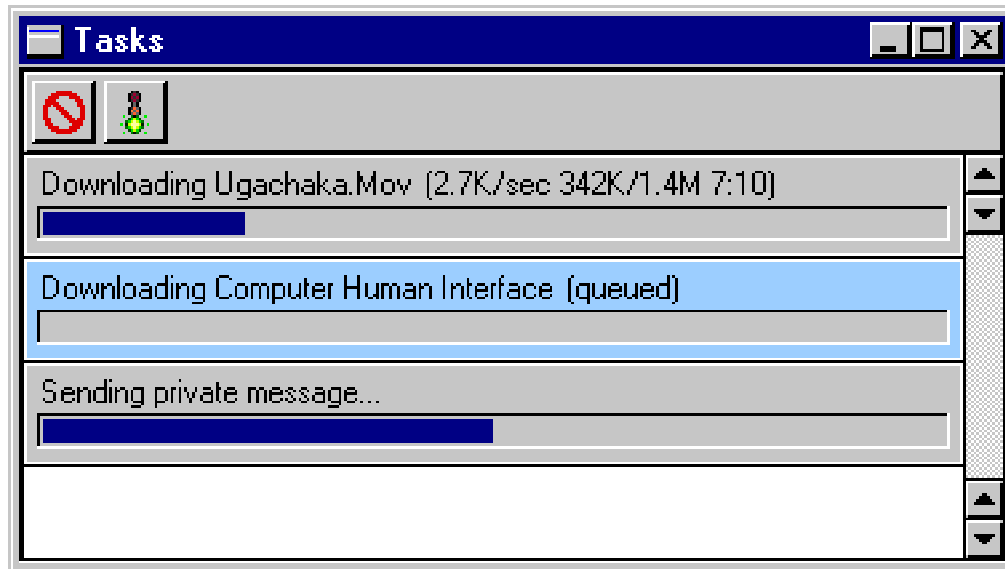 Tasks
Downloading Ugachaka.Mov (2.7K/sec 342K/1.4M 7:10)
Downloading Computer Human Interface (queued)
Sending private message...